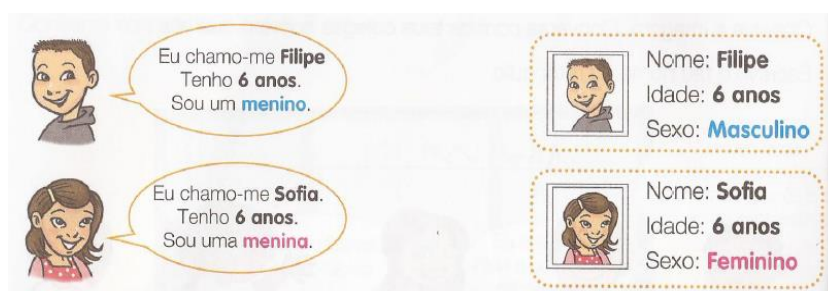 Eu chamo-me Filipe
Tenho 6 anos.
Sou um menino.
Nome: Filipe
Idade: 6 anos
Sexo: Masculino
Eu chamo-me Sofia.
Tenho 6 anos.
Sou uma menina.
Nome: Sofia
Idade: 6 anos
Sexo: Feminino